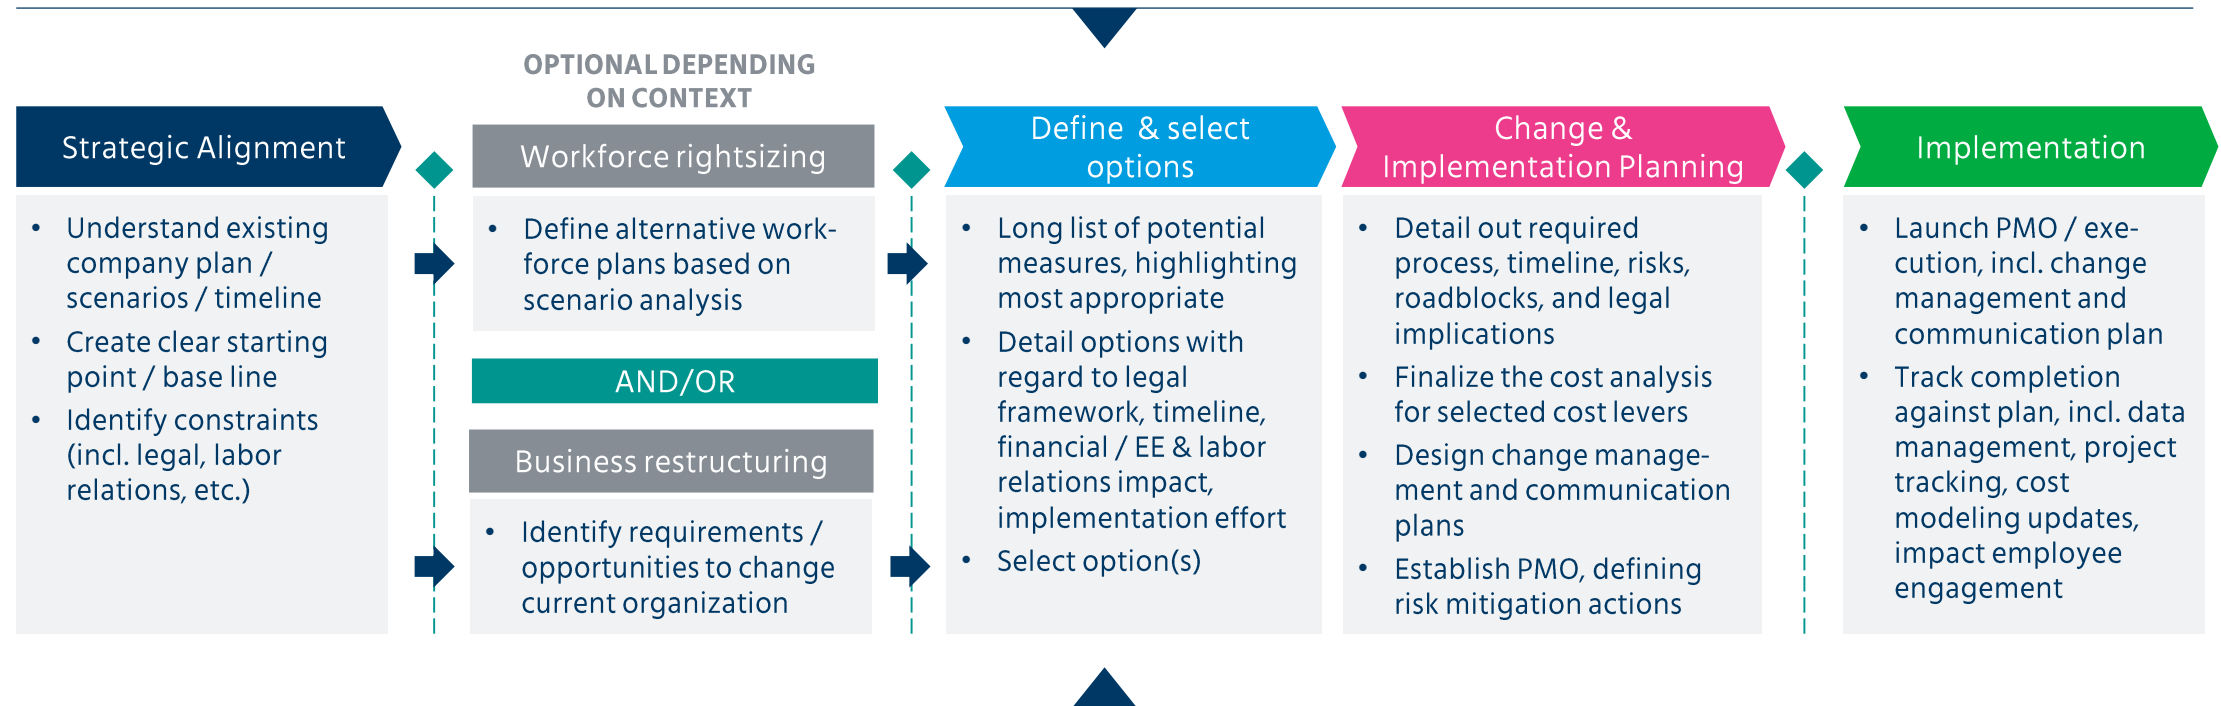 OPTIONAL DEPENDING
ON CONTEXT
Strategic Alignment
• Understand existing
company plan /
scenarios / timeline
• Create clear starting
point / base line
• Identify constraints
(incl. legal, labor
relations, etc.)
Workforce rightsizing
• Define alternative work-
force plans based on
scenario analysis
AND/OR
Business restructuring
• Identify requirements /
opportunities to change
current organization
Define & select
options
• Long list of potential
measures, highlighting
most appropriate
• Detail options with
regard to legal
framework, timeline,
financial / EE & labor
relations impact,
implementation effort
• Select option(s)
Change &
Implementation Planning
• Detail out required
process, timeline, risks,
roadblocks, and legal
implications
• Finalize the cost analysis
for selected cost levers
• Design change manage-
ment and communication
plans
• Establish PMO, defining
risk mitigation actions
Implementation
• Launch PMO / exe-
cution, incl. change
management and
communication plan
• Track completion
against plan, incl. data
management, project
tracking, cost
modeling updates,
impact employee
engagement